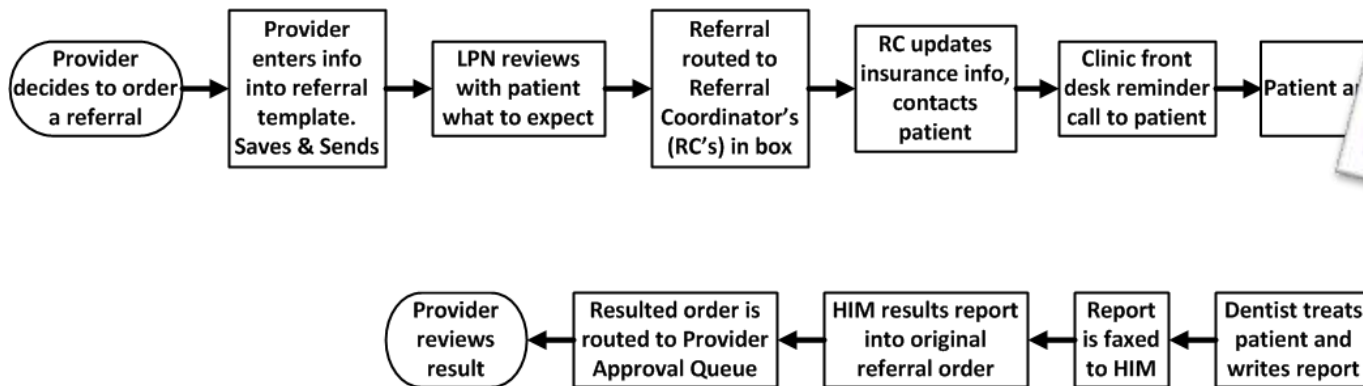 Provider
decides to order
a referral
Provider
enters info
into referral
template.
Saves & Sends
LPN reviews
with patient
what to expect
Referral
routed to
Referral
Coordinator’s
(RC’s) in box
RC updates
insurance info,
contacts
patient
Clinic front
desk reminder
call to patient
Patient
Provider
reviews
result
Resulted order is
routed to Provider
Approval Queue
HIM results report
into original
referral order
Report
is faxed
to HIM
Dentist treats
patient and
writes report